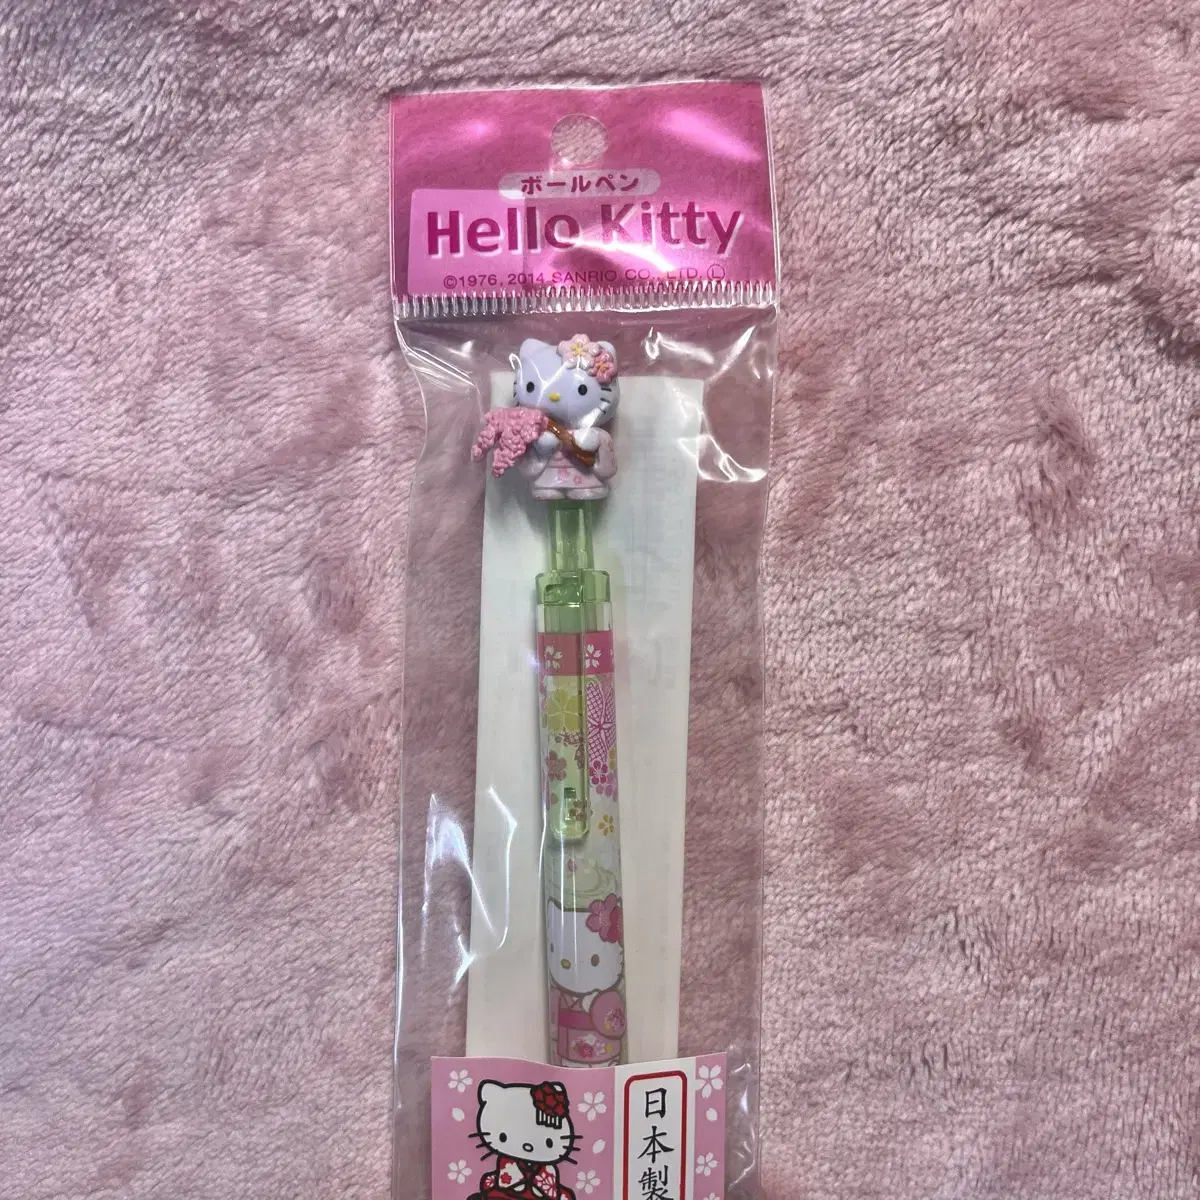 ボールペン
Hello Kitty
©1976, 2014 SANRIO CO., LTD. Ⓛ
日本製